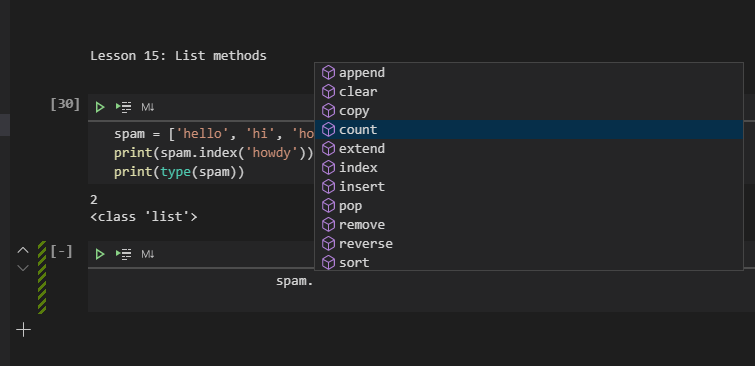 Lesson 15: List methods
[30] M↓
spam = ['hello', 'hi', 'ho
print(spam.index('howdy'))
print(type(spam))
2
<class 'list'>
[-] M↓
spam.
append
clear
copy
count
extend
index
insert
pop
remove
reverse
sort